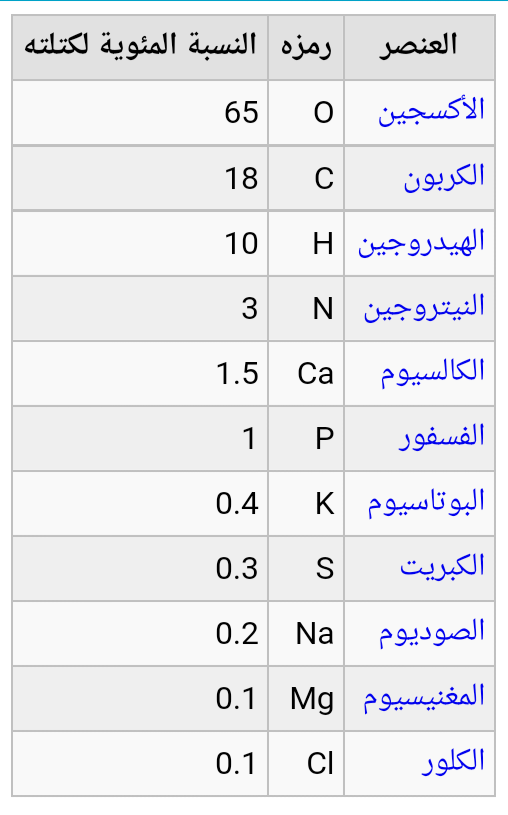 العنصر رمزه النسبة المئوية لكتلته
الأكسجين O 65
الكربون C 18
الهيدروجين H 10
النيتروجين N 3
الكالسيوم Ca 1.5
الفسفور P 1
البوتاسيوم K 0.4
الكبريت S 0.3
الصوديوم Na 0.2
المغنيسيوم Mg 0.1
الكلور Cl 0.1